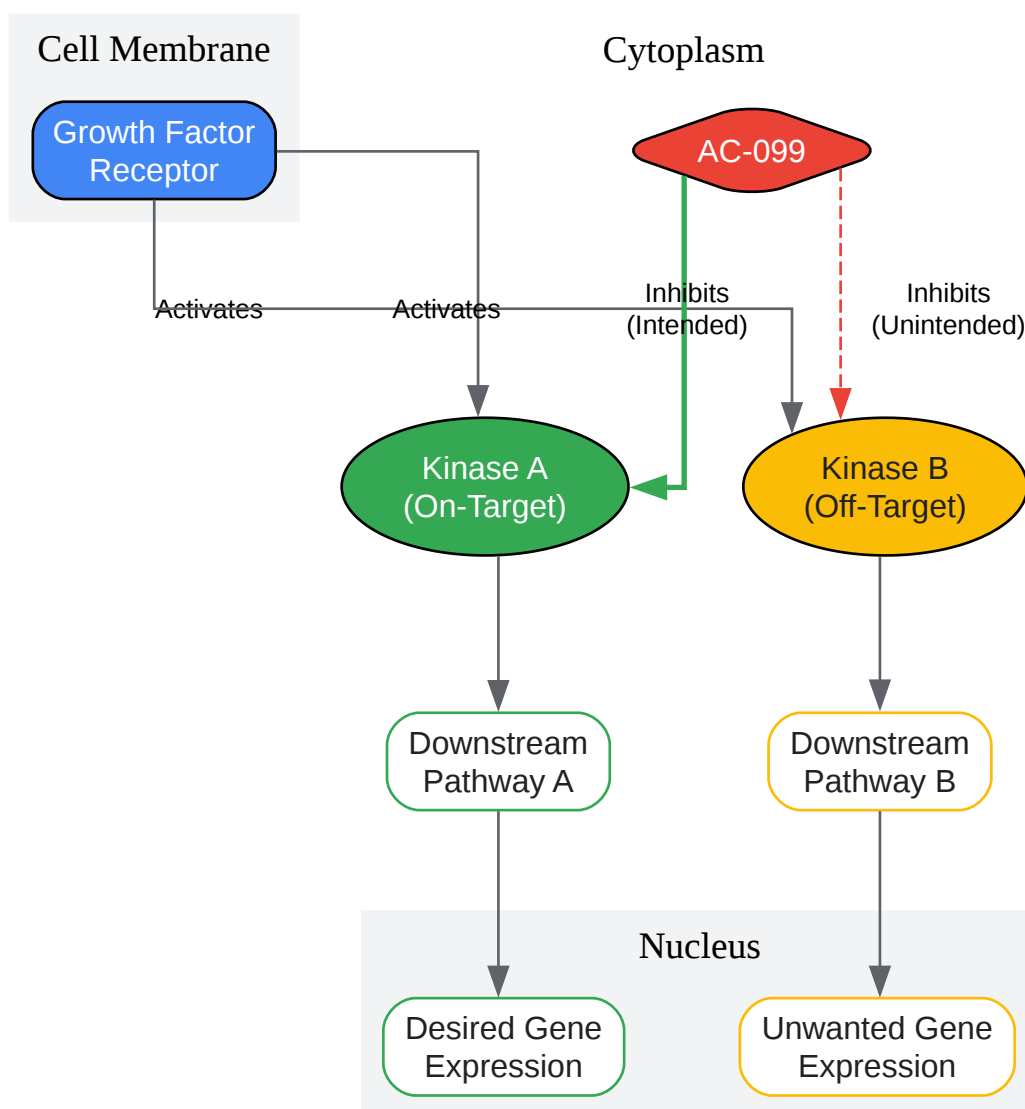 Cell Membrane
Cytoplasm
Growth Factor
Receptor
AC-099
Activates
Activates
Inhibits
(Intended)
Inhibits
(Unintended)
Kinase A
(On-Target)
Kinase B
(Off-Target)
Downstream
Pathway A
Downstream
Pathway B
Nucleus
Desired Gene
Expression
Unwanted Gene
Expression